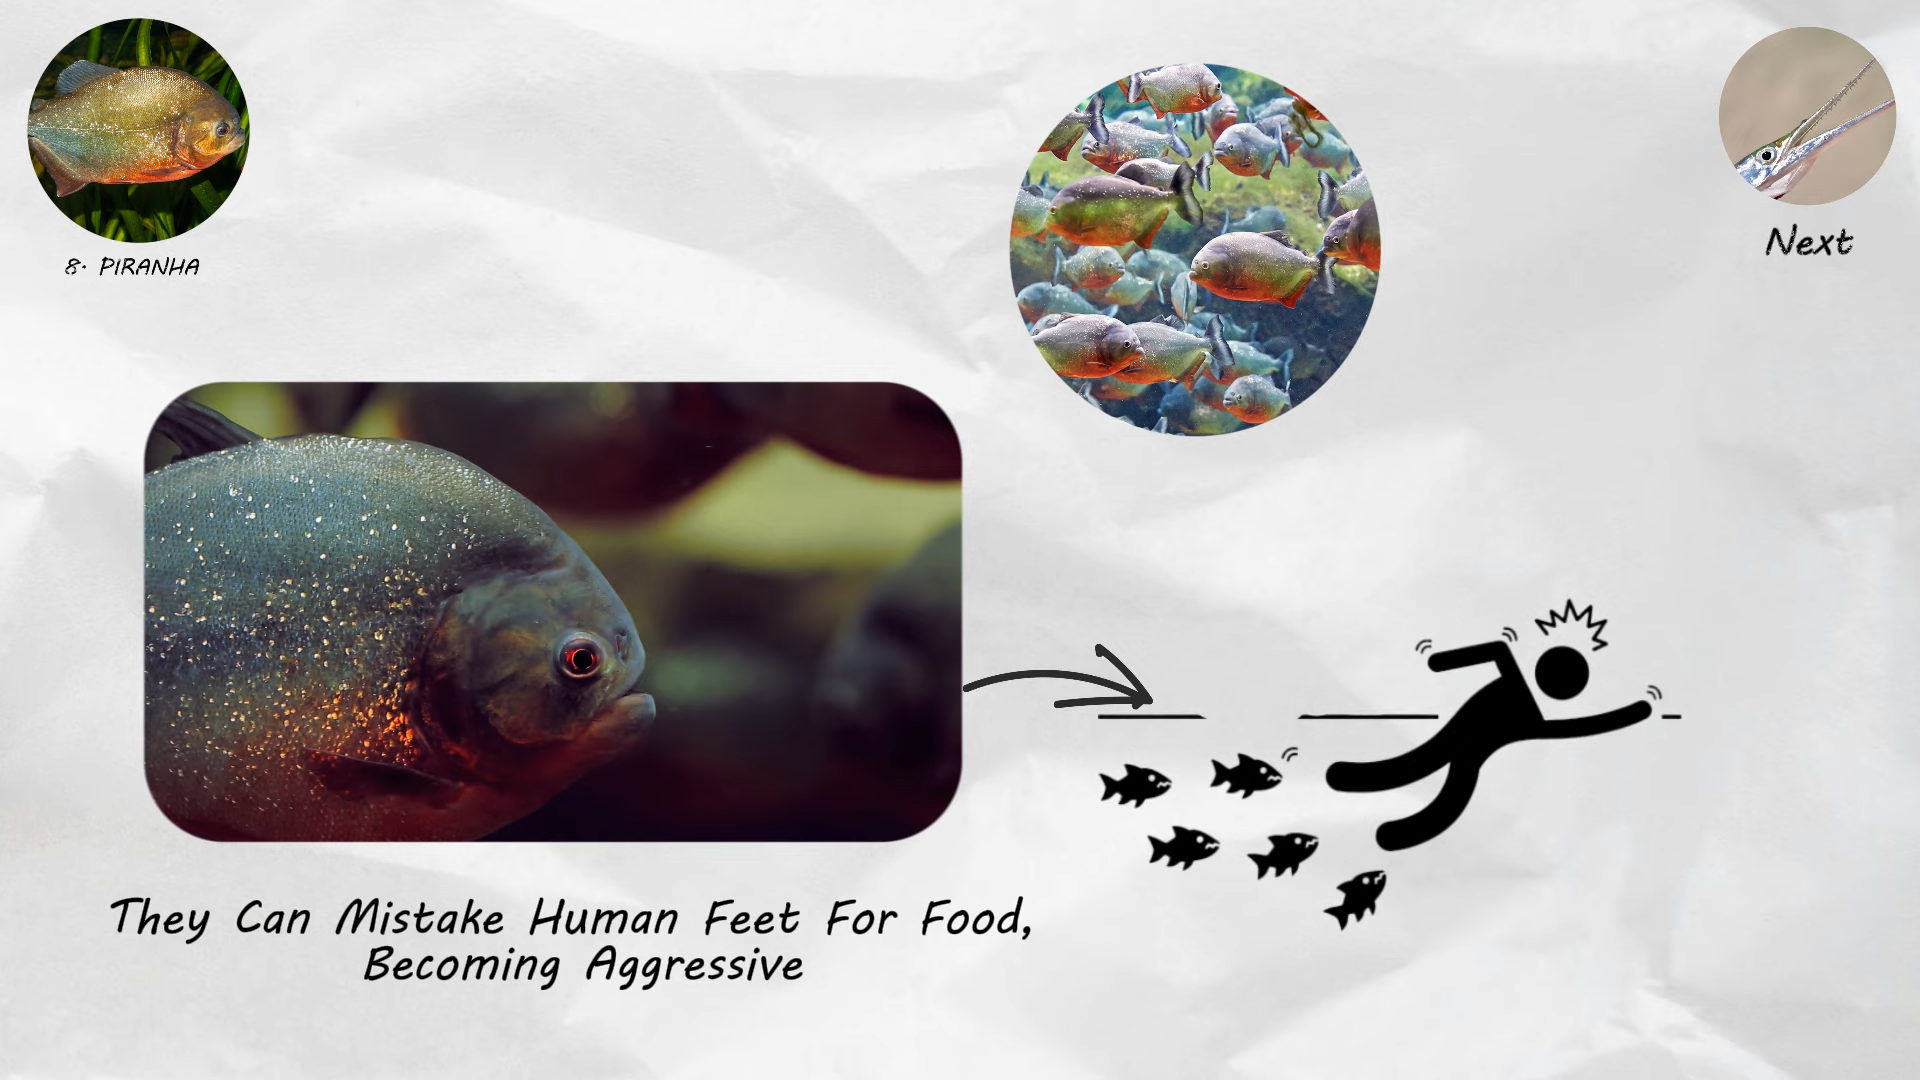 8. PIRANHA
Next
They Can Mistake Human Feet For Food,
Becoming Aggressive